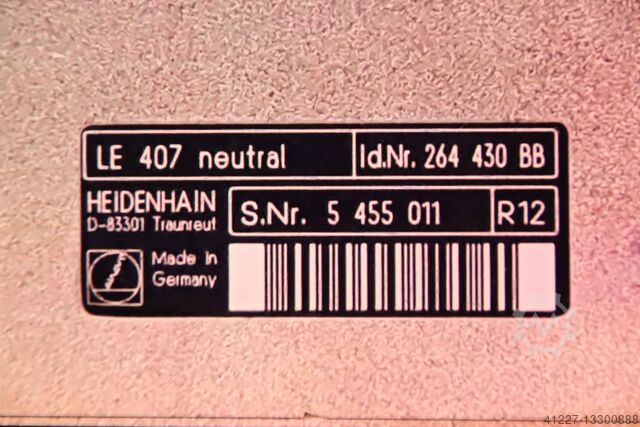 LE 407 neutral Id.Nr. 264 430 BB
HEIDENHAIN
D-83301 Traunreut
S.Nr. 5 455 011 R12
Made in
Germany
41227-13300888